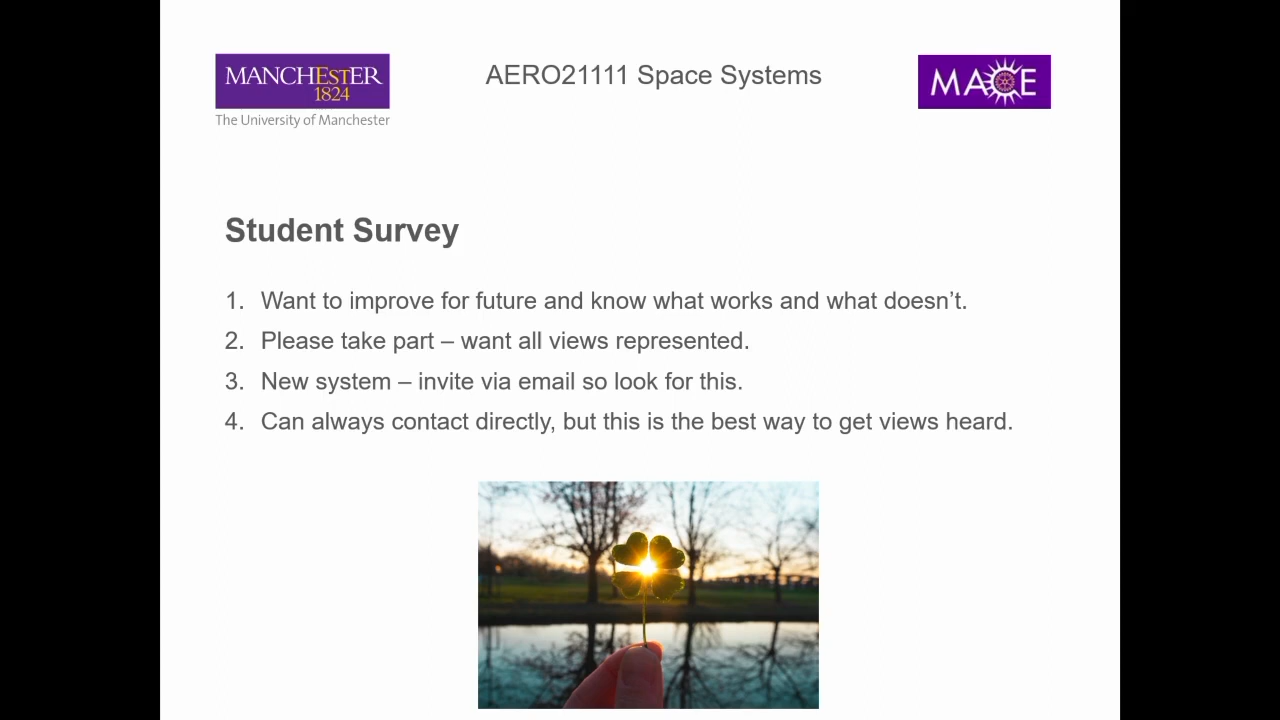 MANCHEsTER
1824
The University of Manchester
AERO21111 Space Systems
MACE
Student Survey
1. Want to improve for future and know what works and what doesn’t.
2. Please take part – want all views represented.
3. New system – invite via email so look for this.
4. Can always contact directly, but this is the best way to get views heard.